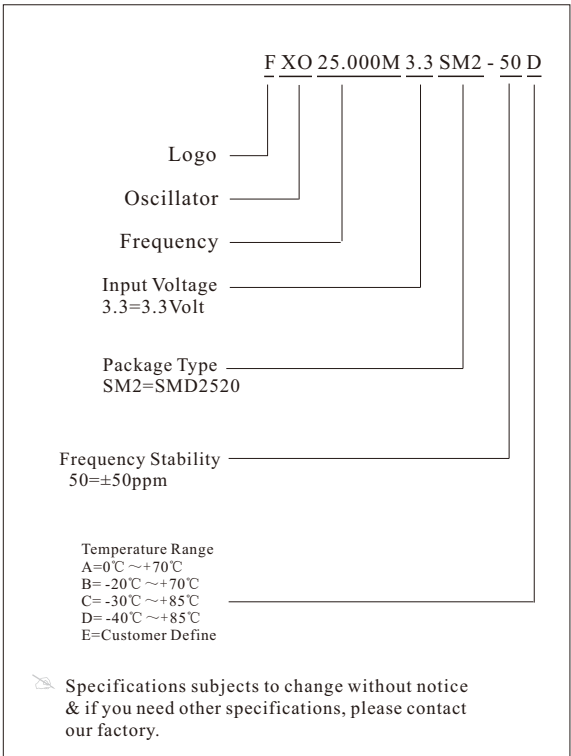 F XO 25.000M 3.3 SM2 - 50 D
Logo
Oscillator
Frequency
Input Voltage
3.3=3.3Volt
Package Type
SM2=SMD2520
Frequency Stability
50=±50ppm
Temperature Range
A=0℃ ～+70℃
B= -20℃ ～+70℃
C= -30℃ ～+85℃
D= -40℃ ～+85℃
E=Customer Define
Specifications subjects to change without notice
& if you need other specifications, please contact
our factory.